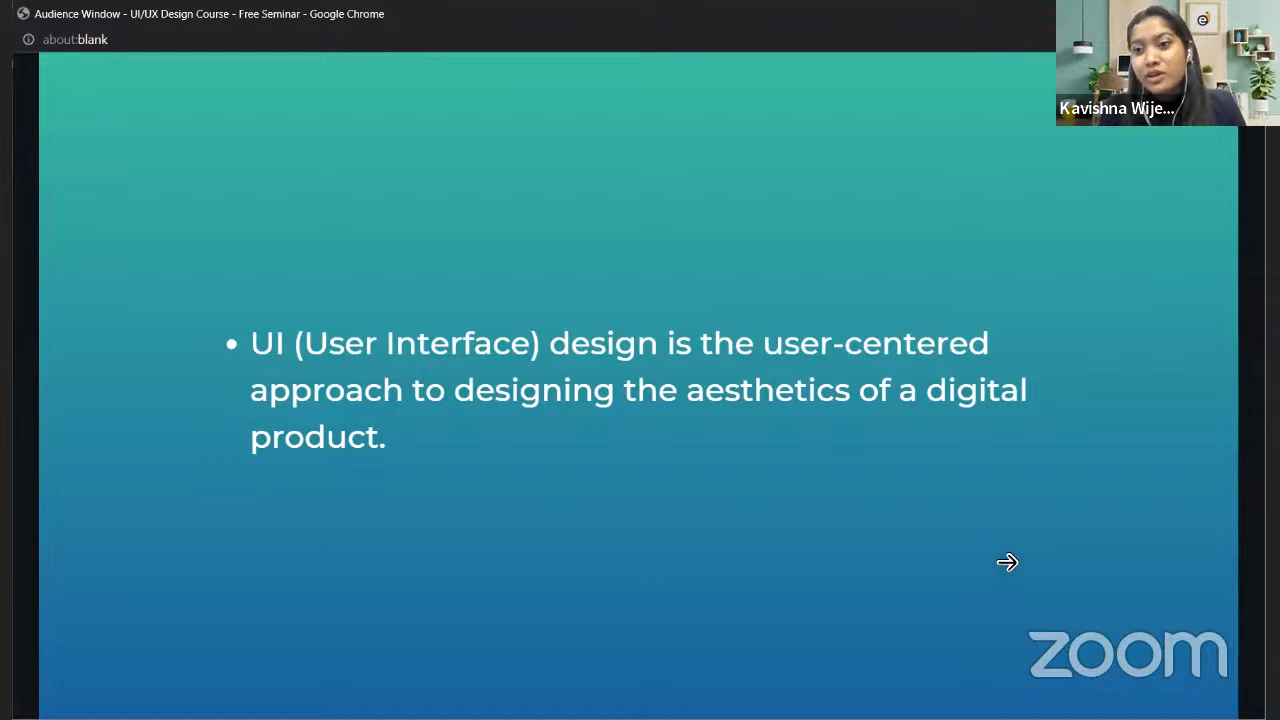 Audience Window - UI/UX Design Course - Free Seminar - Google Chrome
about:blank
Kavishna Wije...
• UI (User Interface) design is the user-centered
approach to designing the aesthetics of a digital
product.
zoom